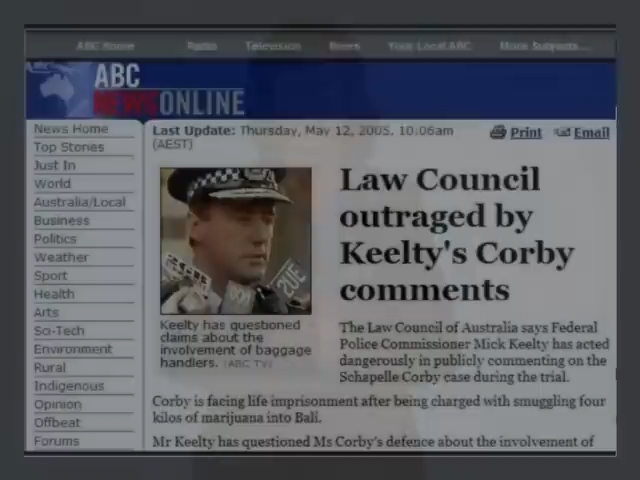 ABC Home Radio Television News Your Local ABC More Subjects...
ABC
NEWS ONLINE
News Home
Top Stories
Just In
World
Australia/Local
Business
Politics
Weather
Sport
Health
Arts
Sci-Tech
Environment
Rural
Indigenous
Opinion
Offbeat
Forums
Last Update: Thursday, May 12, 2005, 10:06am
(AEST)
Print Email
2UE
Keelty has questioned
claims about the
involvement of baggage
handlers. (ABC TV)
Law Council
outraged by
Keelty's Corby
comments
The Law Council of Australia says Federal
Police Commissioner Mick Keelty has acted
dangerously in publicly commenting on the
Schapelle Corby case during the trial.
Corby is facing life imprisonment after being charged with smuggling four
kilos of marijuana into Bali.
Mr Keelty has questioned Ms Corby's defence about the involvement of